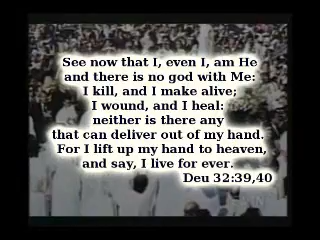 See now that I, even I, am He
and there is no god with Me:
I kill, and I make alive;
I wound, and I heal:
neither is there any
that can deliver out of my hand.
For I lift up my hand to heaven,
and say, I live for ever.
Deu 32:39,40